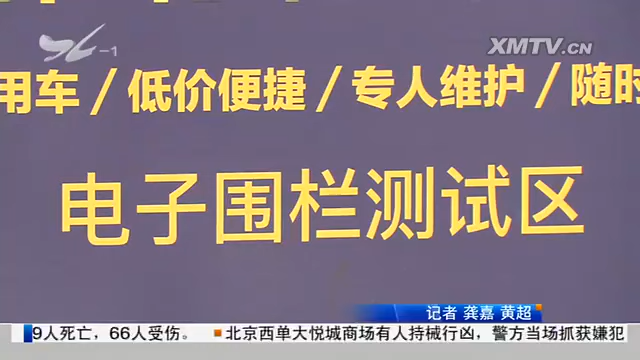 -1
XMTV.CN
用车/低价便捷/专人维护/随时
电子围栏测试区
记者 龚嘉 黄超
9人死亡，66人受伤。 ■北京西单大悦城商场有人持械行凶，警方当场抓获嫌犯